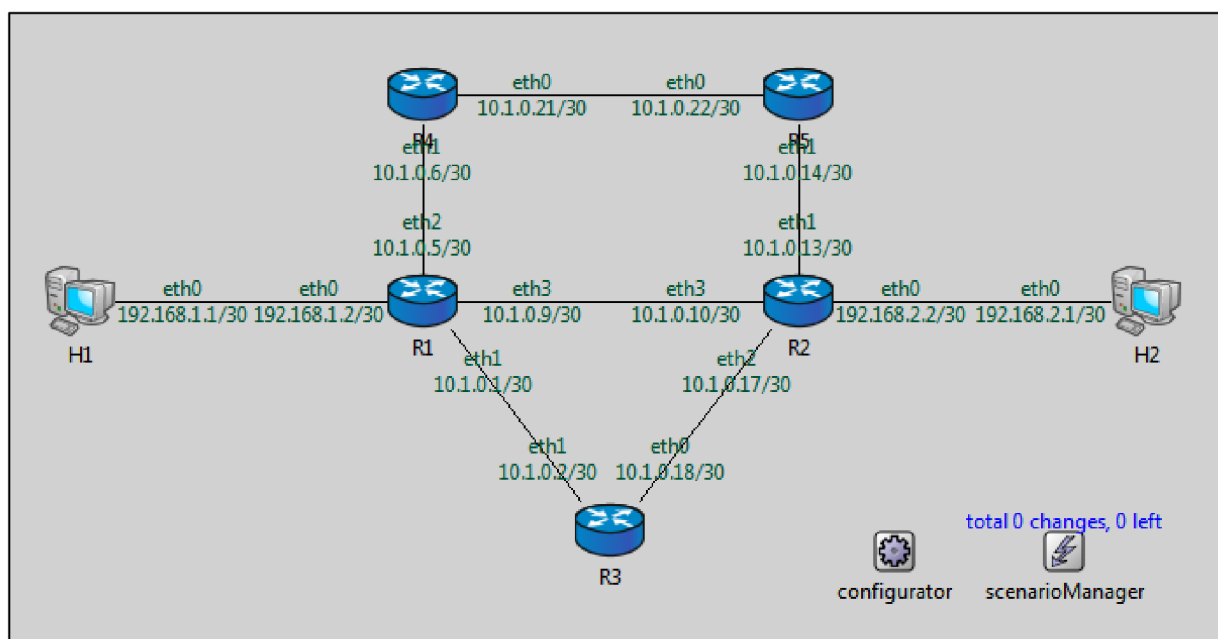 eth0 eth0
10.1.0.21/30 10.1.0.22/30
R4 R5
eth1 eth1
10.1.0.6/30 10.1.0.14/30
eth2 eth1
10.1.0.5/30 10.1.0.13/30
eth0 eth0 eth3 eth3 eth0 eth0
192.168.1.1/30 192.168.1.2/30 10.1.0.9/30 10.1.0.10/30 192.168.2.2/30 192.168.2.1/30
H1 R1 R2 H2
eth1 eth2
10.1.0.1/30 10.1.0.17/30
eth1 eth0
10.1.0.2/30 10.1.0.18/30
total 0 changes, 0 left
R3
configurator scenarioManager